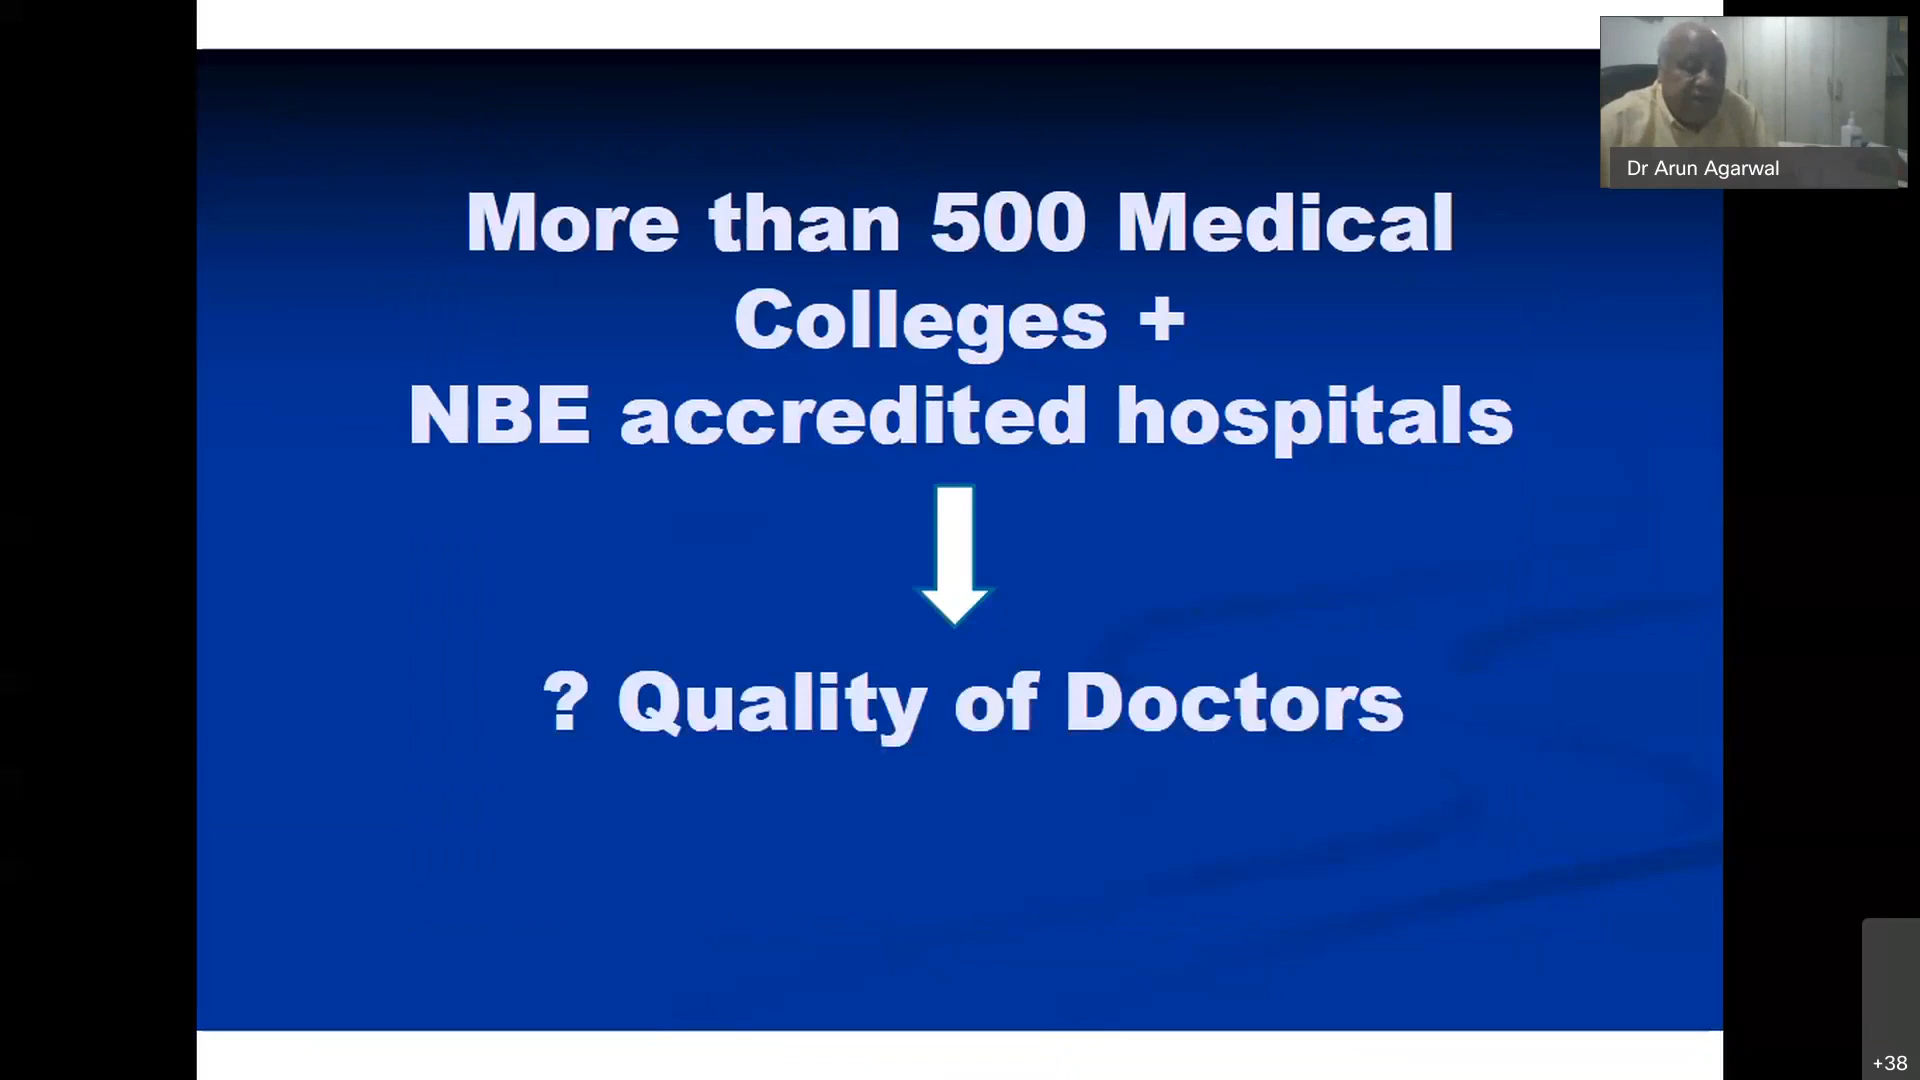 Dr Arun Agarwal
More than 500 Medical
Colleges +
NBE accredited hospitals
? Quality of Doctors
+38